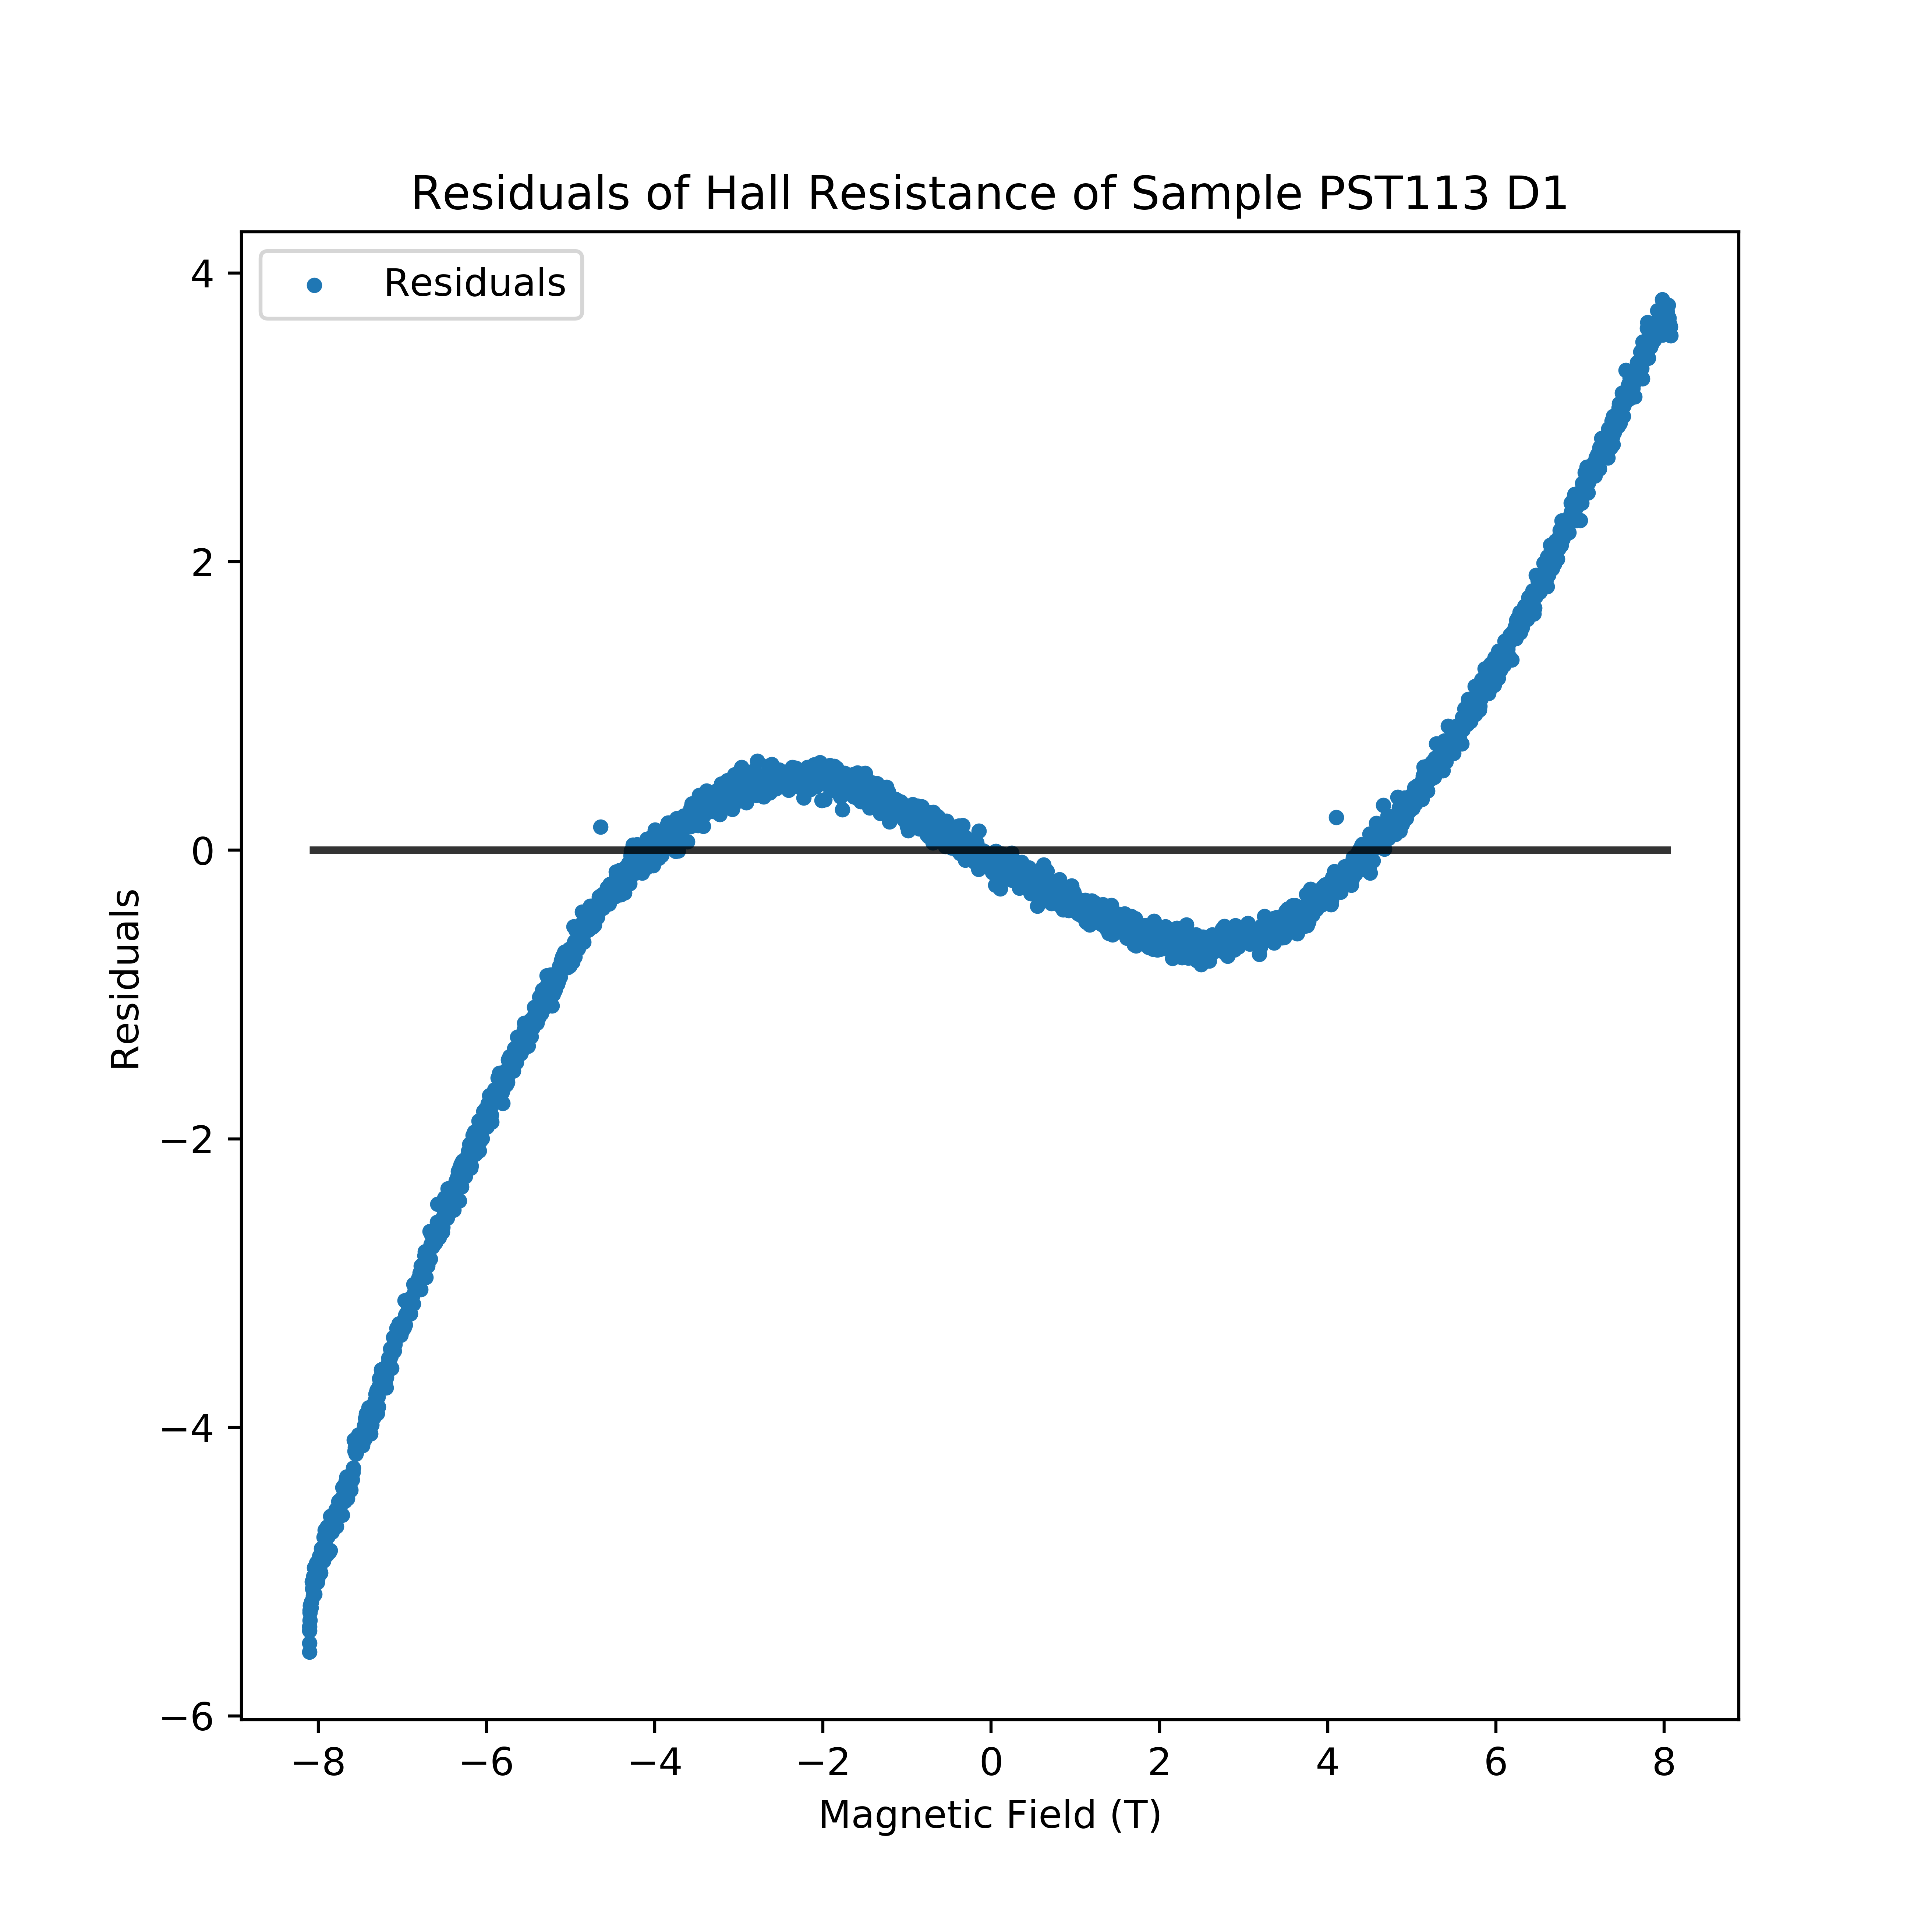 Residuals of Hall Resistance of Sample PST113 D1
Residuals
4
2
0
−2
−4
−6
Residuals
−8 −6 −4 −2 0 2 4 6 8
Magnetic Field (T)